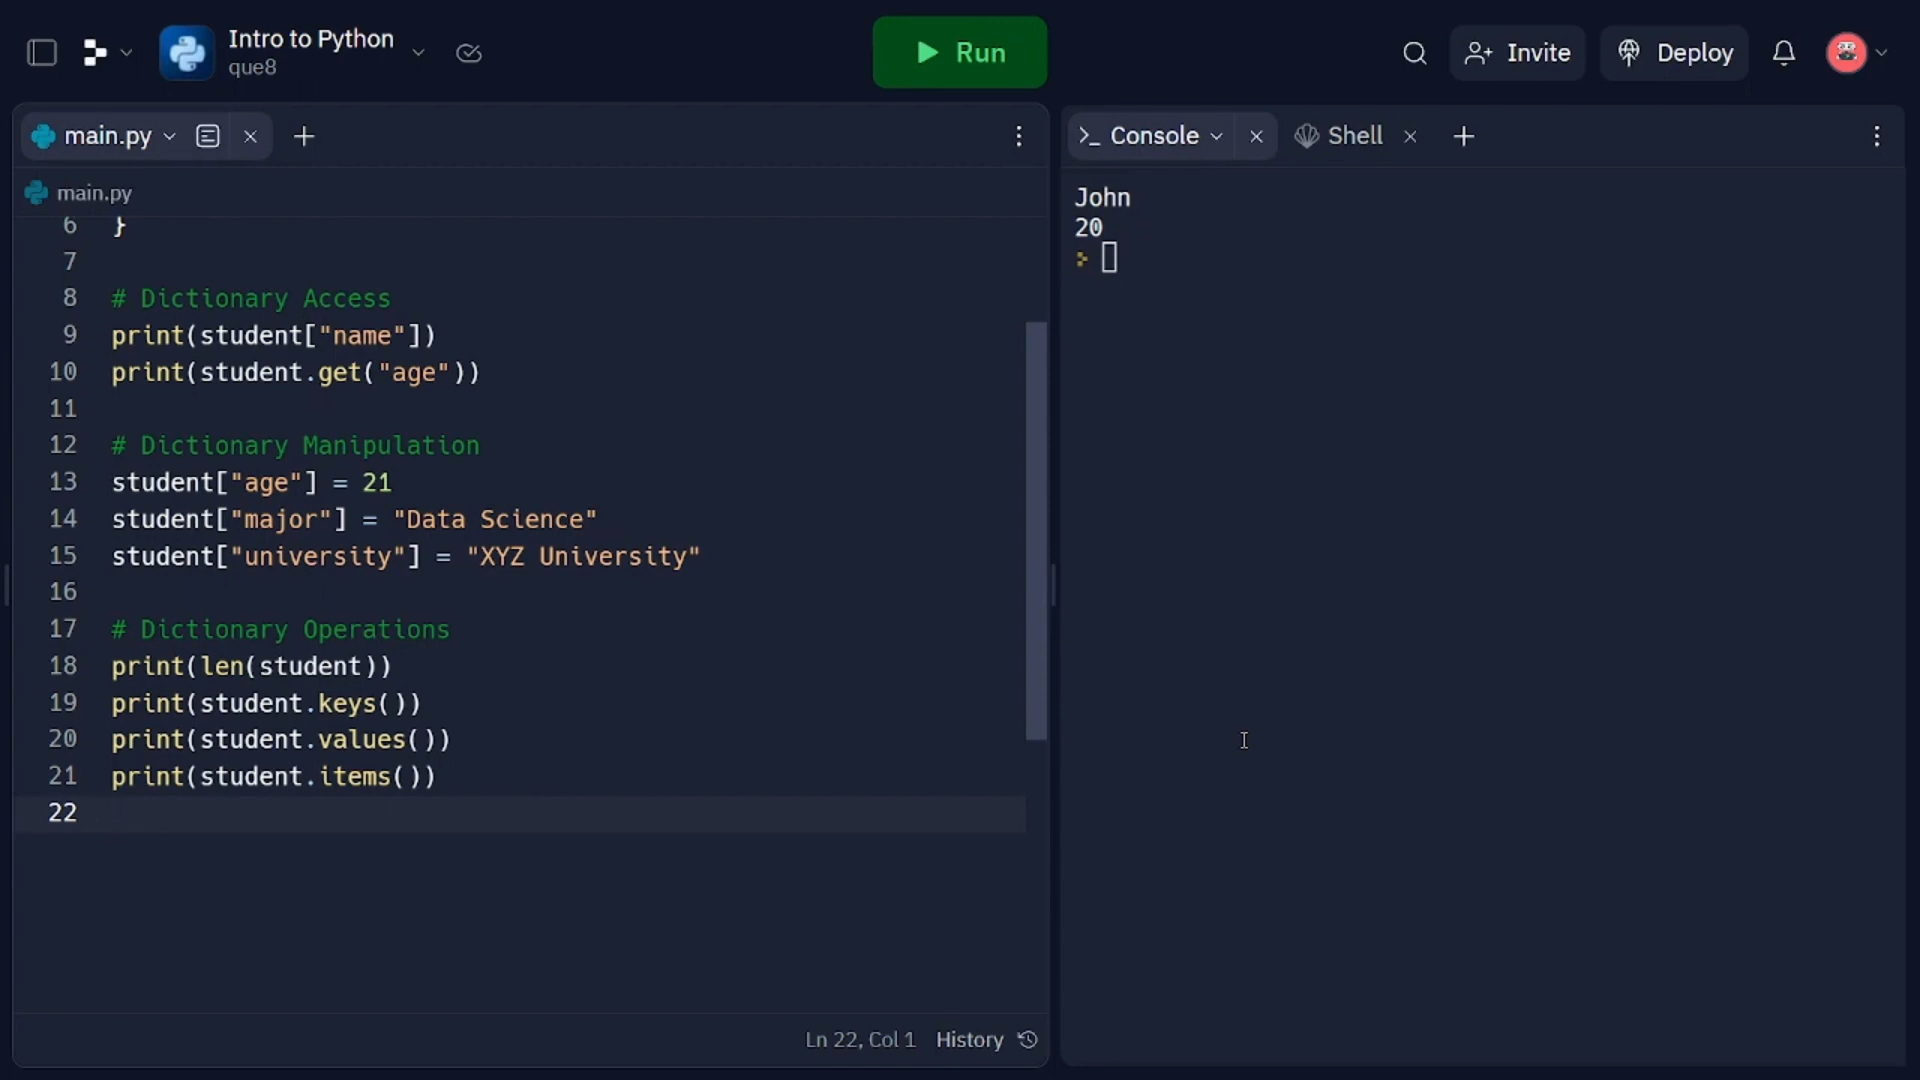 Intro to Python
que8
Run
Invite
Deploy
main.py
Console
Shell
main.py
6 }
7
8 # Dictionary Access
9 print(student["name"])
10 print(student.get("age"))
11
12 # Dictionary Manipulation
13 student["age"] = 21
14 student["major"] = "Data Science"
15 student["university"] = "XYZ University"
16
17 # Dictionary Operations
18 print(len(student))
19 print(student.keys())
20 print(student.values())
21 print(student.items())
22
Ln 22, Col 1 History
John
20